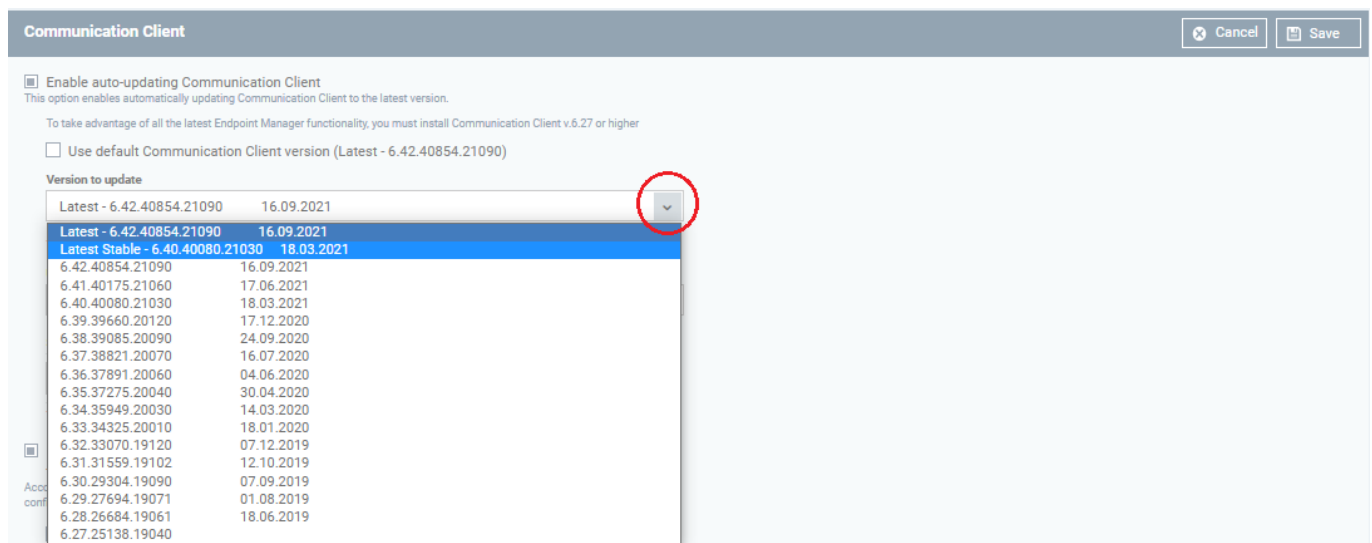 Communication Client
Cancel
Save
Enable auto-updating Communication Client
This option enables automatically updating Communication Client to the latest version.
To take advantage of all the latest Endpoint Manager functionality, you must install Communication Client v.6.27 or higher
Use default Communication Client version (Latest - 6.42.40854.21090)
Version to update
Latest - 6.42.40854.21090 16.09.2021
Latest - 6.42.40854.21090 16.09.2021
Latest Stable - 6.40.40080.21030 18.03.2021
6.42.40854.21090 16.09.2021
6.41.40175.21060 17.06.2021
6.40.40080.21030 18.03.2021
6.39.39660.20120 17.12.2020
6.38.39085.20090 24.09.2020
6.37.38821.20070 16.07.2020
6.36.37891.20060 04.06.2020
6.35.37275.20040 30.04.2020
6.34.35949.20030 14.03.2020
6.33.34325.20010 18.01.2020
6.32.33070.19120 07.12.2019
6.31.31559.19102 12.10.2019
6.30.29304.19090 07.09.2019
6.29.27694.19071 01.08.2019
6.28.26684.19061 18.06.2019
6.27.25138.19040